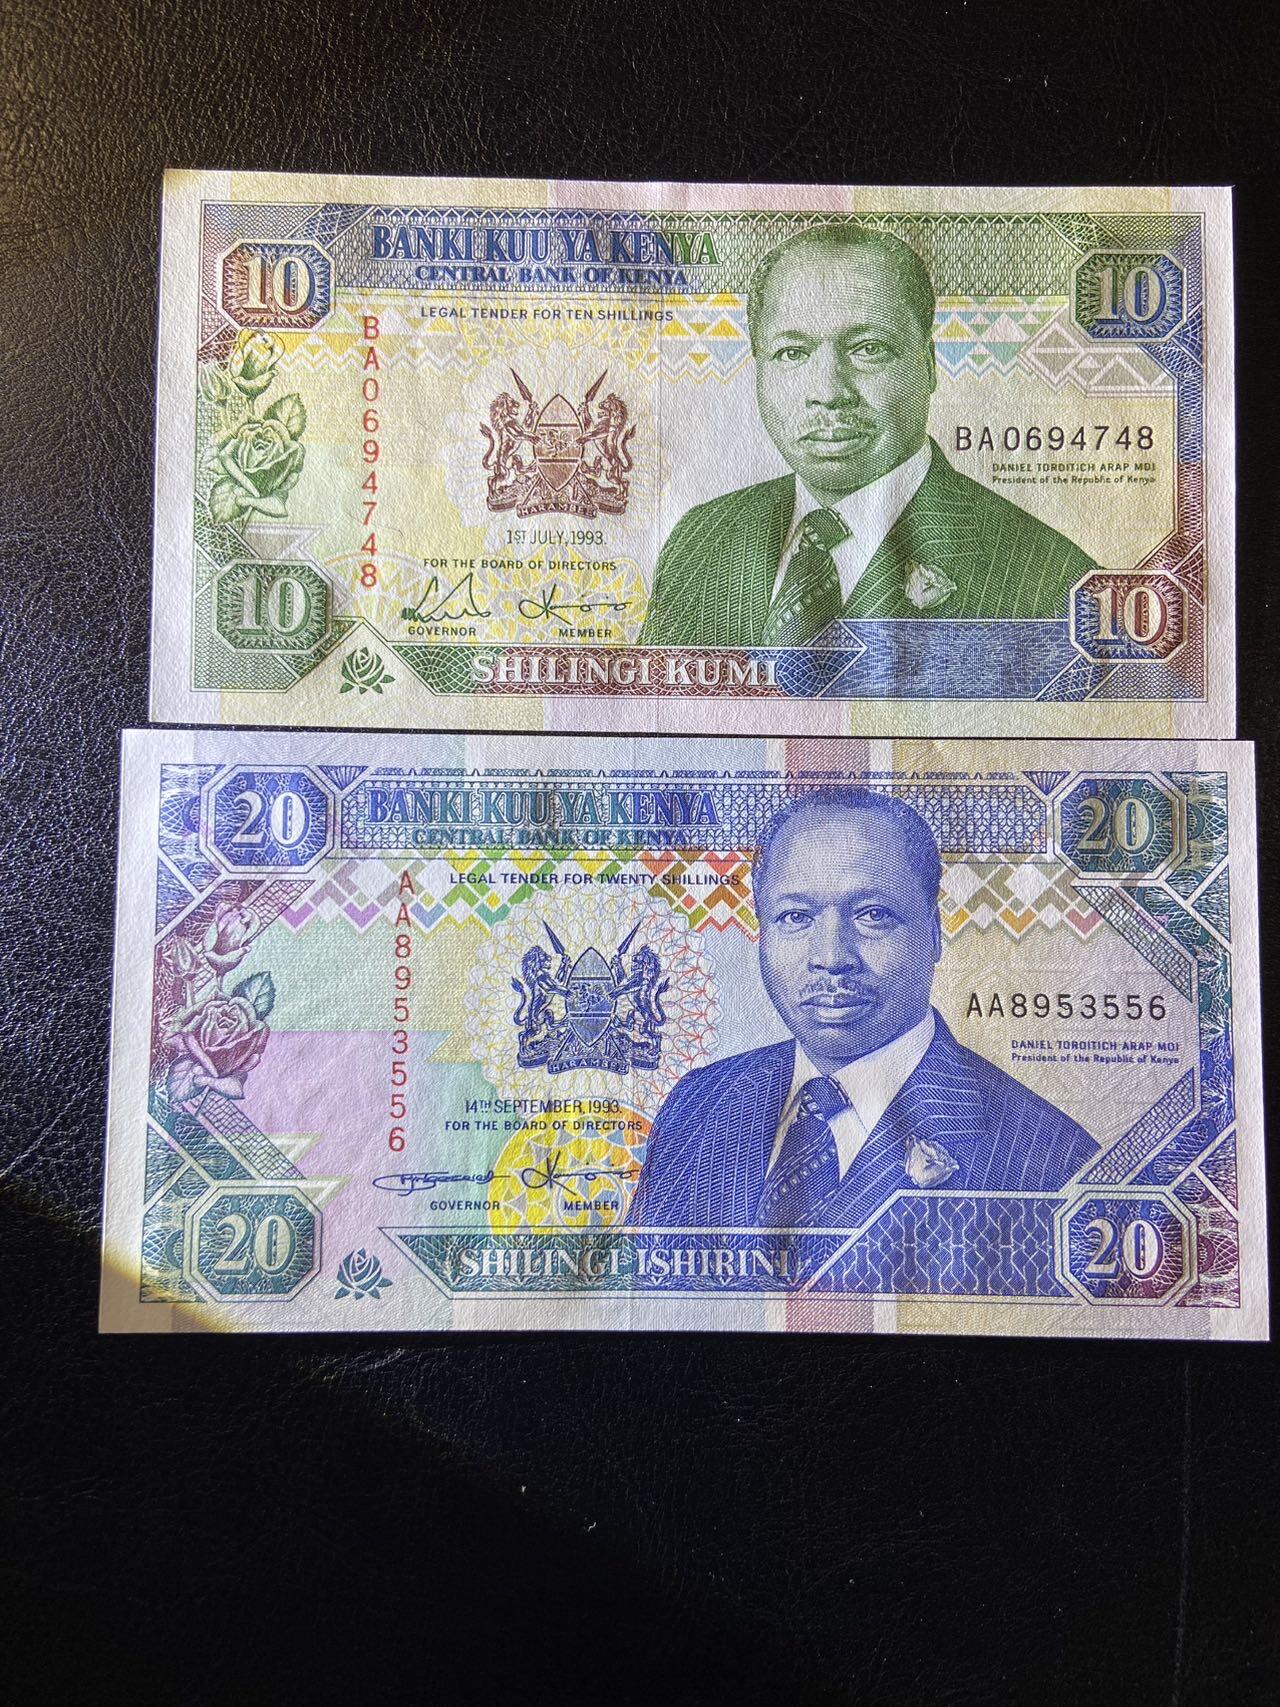 10
BANKI KUU YA KENYA
10
CENTRAL BANK OF KENYA
LEGAL TENDER FOR TEN SHILLINGS
BA0694748
BA0694748
DANIEL TOROITICH ARAP MOI
President of the Republic of Kenya
HARAMBEE
1ST JULY, 1993.
FOR THE BOARD OF DIRECTORS
10
10
GOVERNOR
MEMBER
SHILINGI KUMI
20
BANKI KUU YA KENYA
20
CENTRAL BANK OF KENYA
LEGAL TENDER FOR TWENTY SHILLINGS
AA8953556
AA8953556
DANIEL TOROITICH ARAP MOI
President of the Republic of Kenya
HARAMBEE
14TH SEPTEMBER, 1993.
FOR THE BOARD OF DIRECTORS
GOVERNOR
MEMBER
20
20
SHILINGI ISHIRINI